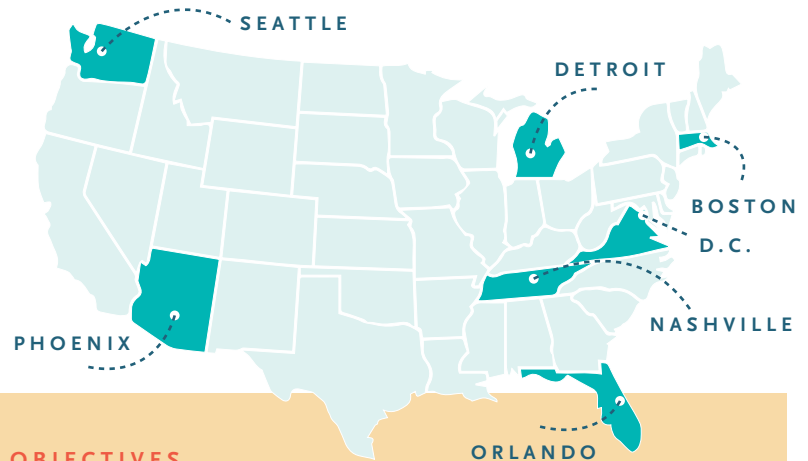 SEATTLE
DETROIT
BOSTON
D.C.
NASHVILLE
PHOENIX
ORLANDO
OBJECTIVES